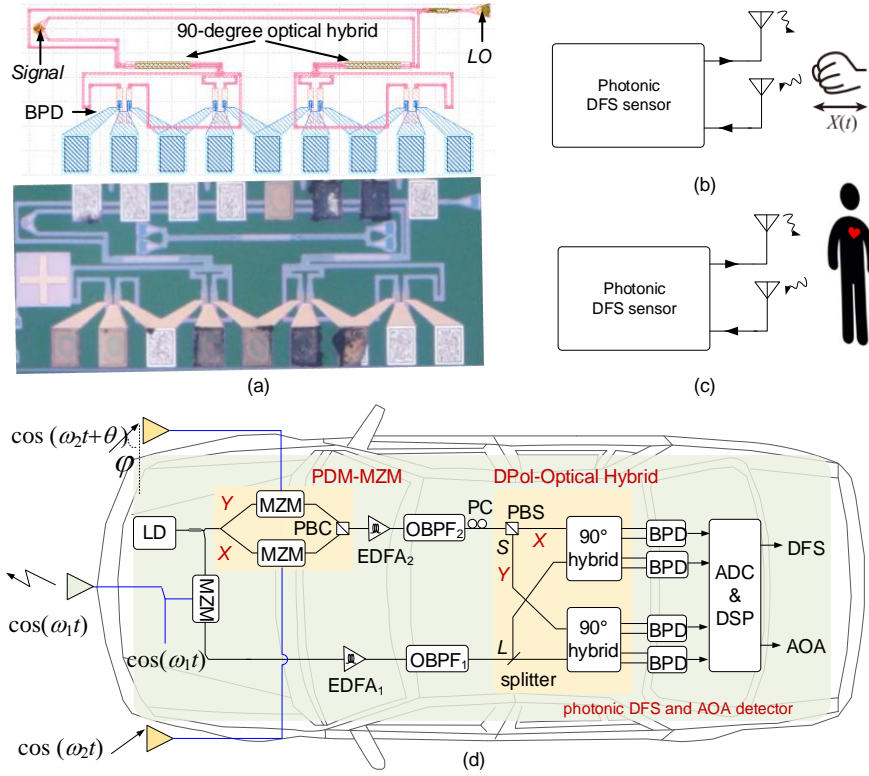 90-degree optical hybrid
LO
Signal
BPD
(a)
Photonic
DFS sensor
X(t)
(b)
Photonic
DFS sensor
(c)
cos (ω₂t+θ)
φ
PDM-MZM
DPol-Optical Hybrid
Y
MZM
PBC
X
MZM
LD
MZM
EDFA₂
OBPF₂
PC
PBS
S
X
Y
90°
hybrid
BPD
BPD
ADC
&
DSP
DFS
AOA
cos(ω₁t)
cos(ω₁t)
EDFA₁
OBPF₁
L
splitter
90°
hybrid
BPD
BPD
photonic DFS and AOA detector
cos (ω₂t)
(d)